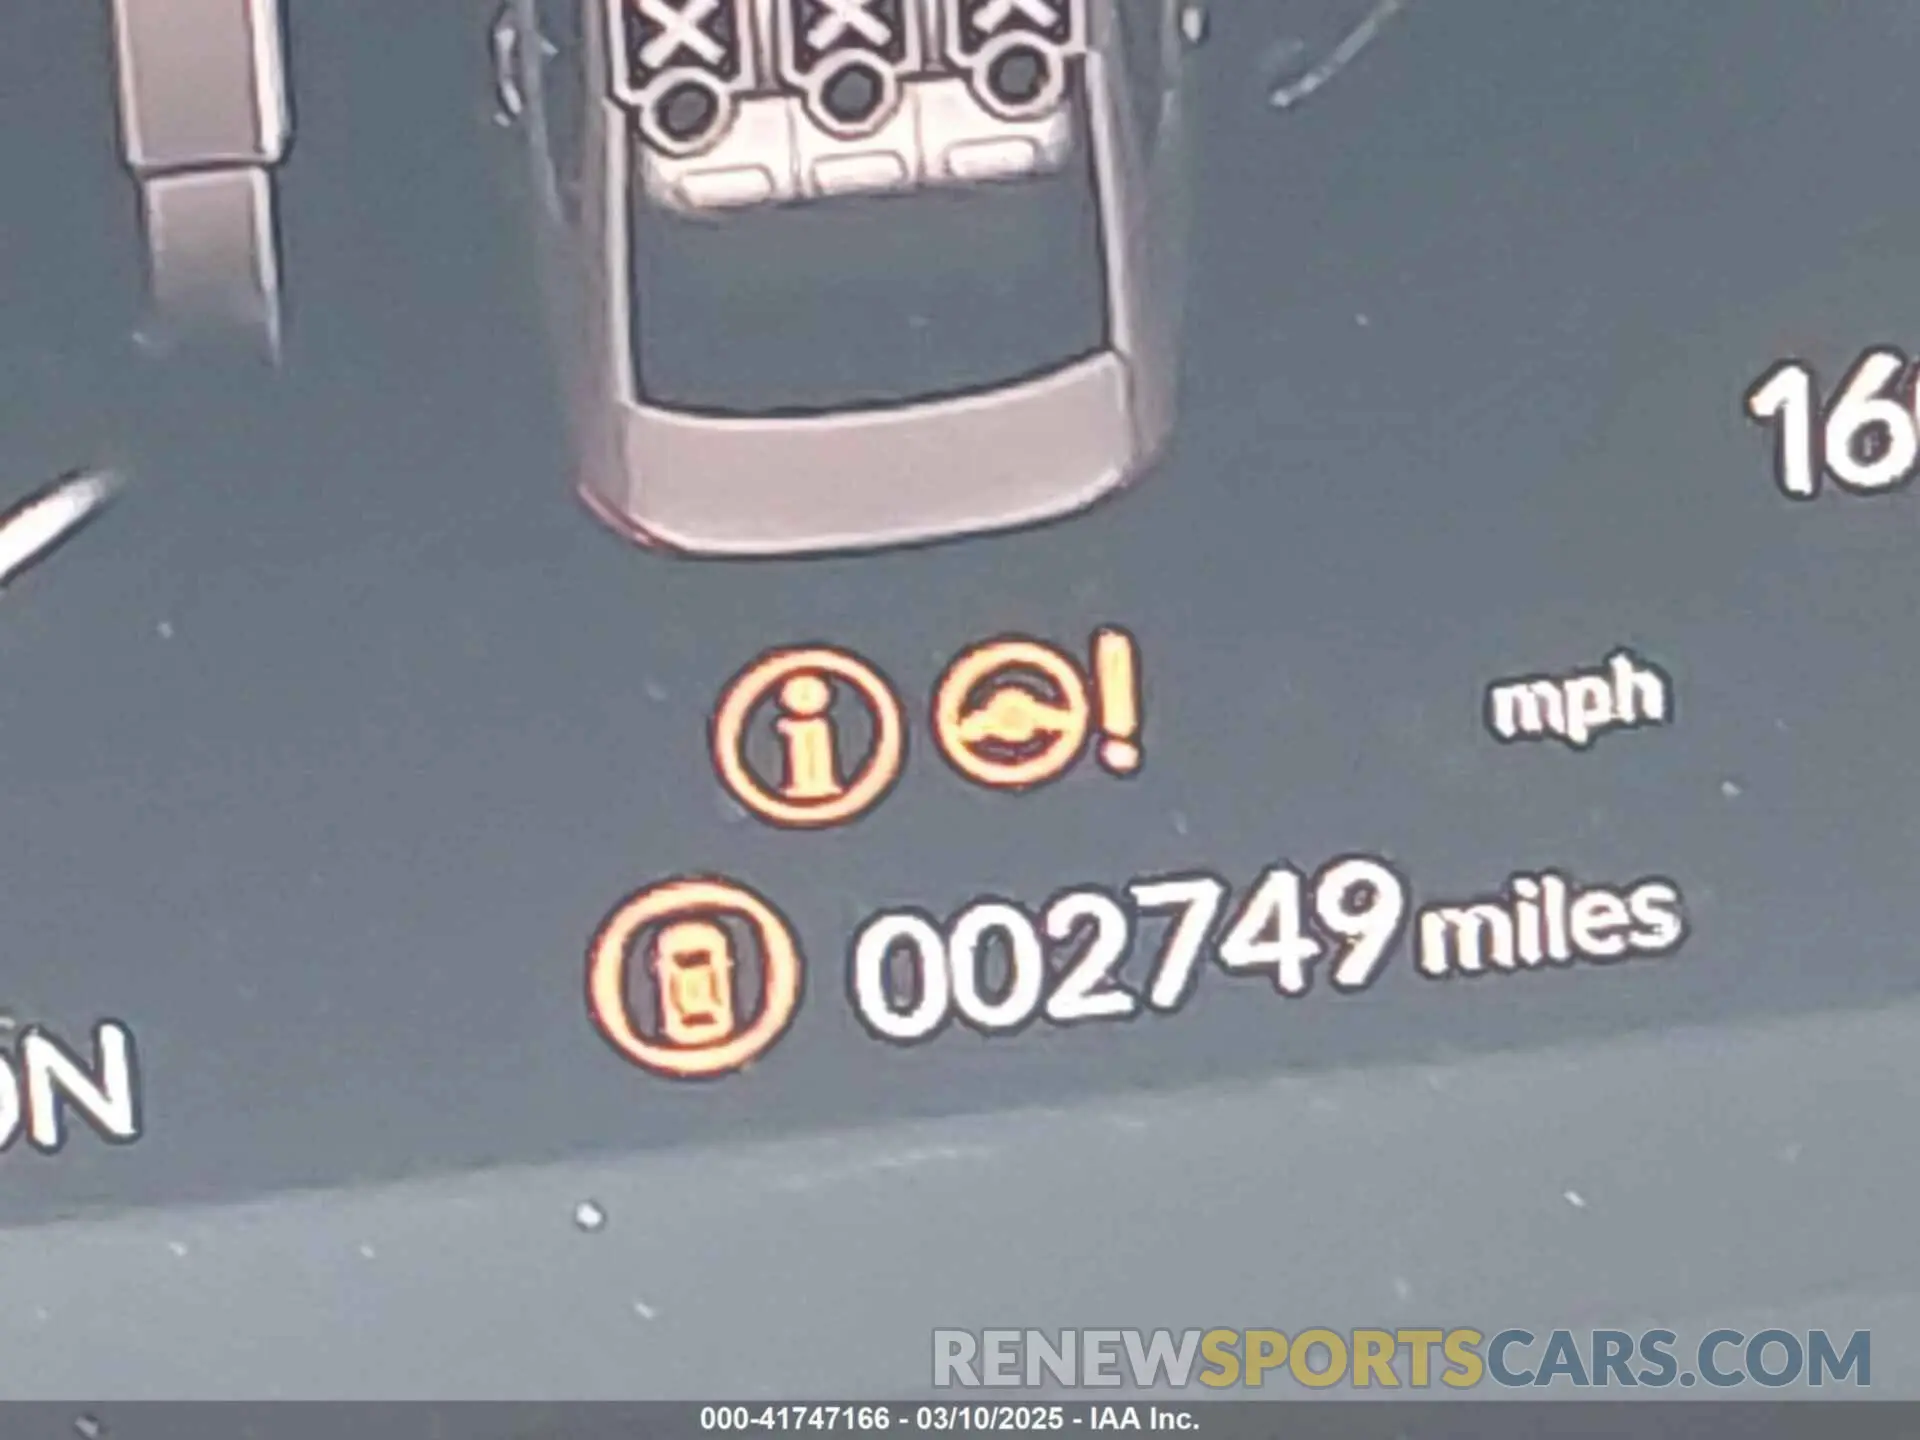 16
mph
002749 miles
ON
RENEWSPORTSCARS.COM
000-41747166 - 03/10/2025 - IAA Inc.